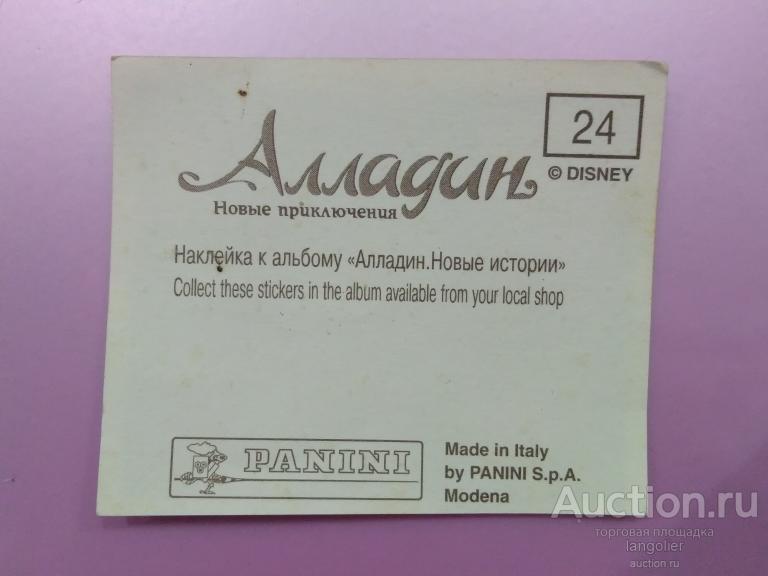 24
Алладин
© DISNEY
Новые приключения
Наклейка к альбому «Алладин.Новые истории»
Collect these stickers in the album available from your local shop
PANINI
Made in Italy
by PANINI S.p.A.
Modena
Auction.ru
торговая площадка
langolier
auction.ru